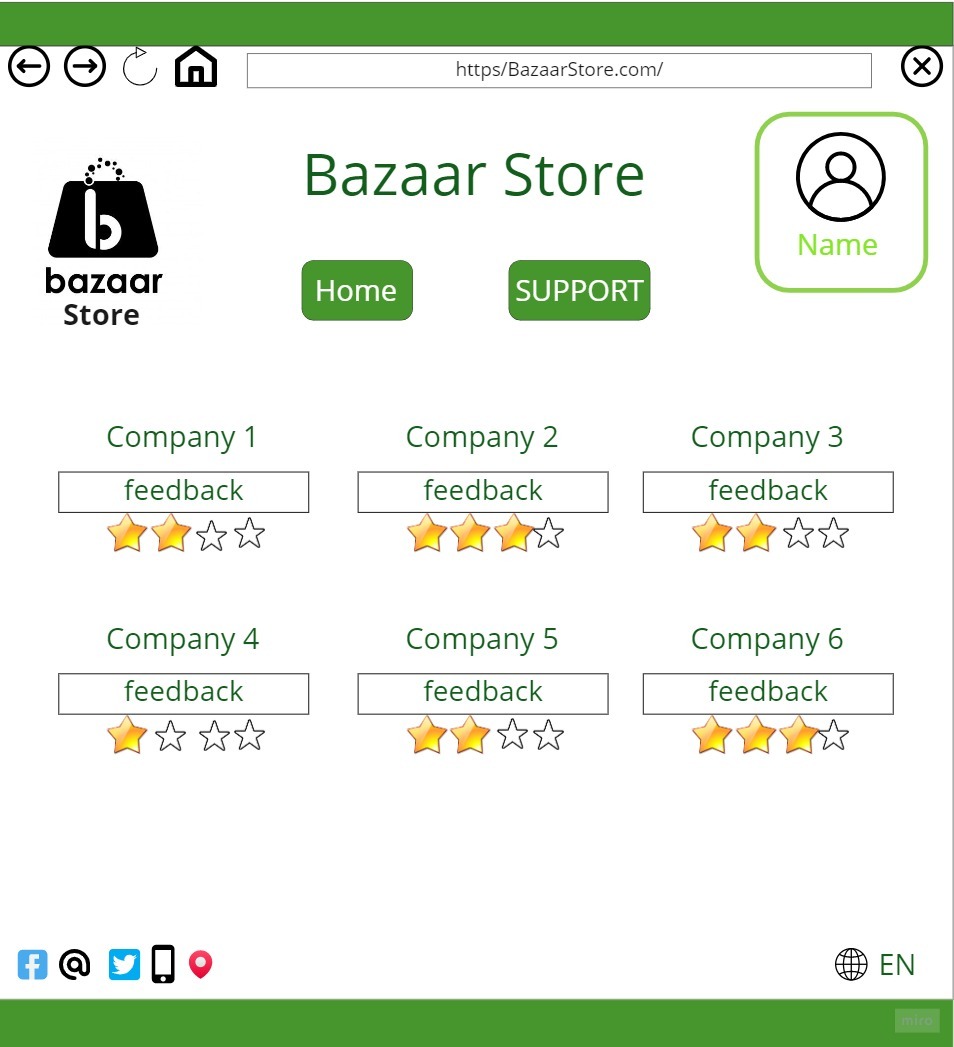 https/BazaarStore.com/
Bazaar Store
b
bazaar
Store
Name
Home
SUPPORT
Company 1
Company 2
Company 3
feedback
feedback
feedback
Company 4
Company 5
Company 6
feedback
feedback
feedback
EN
miro